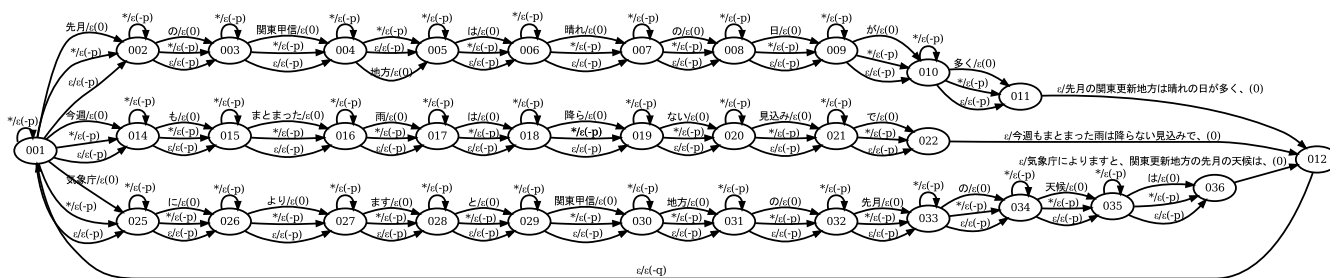 */ε(-p) */ε(-p) */ε(-p) */ε(-p) */ε(-p) */ε(-p) */ε(-p) */ε(-p)
先月/ε(0) の/ε(0) 関東甲信/ε(0) */ε(-p) は/ε(0) 晴れ/ε(0) の/ε(0) 日/ε(0) が/ε(0)
*/ε(-p) 002 */ε(-p) 003 */ε(-p) 004 ε/ε(-p) 005 */ε(-p) 006 */ε(-p) 007 */ε(-p) 008 */ε(-p) 009 */ε(-p) */ε(-p)
ε/ε(-p) ε/ε(-p) ε/ε(-p) 地方/ε(0) ε/ε(-p) ε/ε(-p) ε/ε(-p) ε/ε(-p) ε/ε(-p) 010 多く/ε(0)
*/ε(-p) ε/ε(-p) 011 ε/先月の関東更新地方は晴れの日が多く、(0)
*/ε(-p) */ε(-p) */ε(-p) */ε(-p) */ε(-p) */ε(-p) */ε(-p) */ε(-p)
*/ε(-p) 今週/ε(0) も/ε(0) まとまった/ε(0) 雨/ε(0) は/ε(0) 降ら/ε(0) ない/ε(0) 見込み/ε(0) で/ε(0)
*/ε(-p) 014 */ε(-p) 015 */ε(-p) 016 */ε(-p) 017 */ε(-p) 018 */ε(-p) 019 */ε(-p) 020 */ε(-p) 021 */ε(-p) 022 ε/今週もまとまった雨は降らない見込みで、(0)
001 ε/ε(-p) ε/ε(-p) ε/ε(-p) ε/ε(-p) ε/ε(-p) ε/ε(-p) ε/ε(-p) ε/ε(-p) ε/ε(-p) 012
ε/気象庁によりますと、関東更新地方の先月の天候は、(0)
*/ε(-p) */ε(-p) */ε(-p) */ε(-p) */ε(-p) */ε(-p) */ε(-p) */ε(-p) */ε(-p) */ε(-p) */ε(-p)
気象庁/ε(0) に/ε(0) より/ε(0) ます/ε(0) と/ε(0) 関東甲信/ε(0) 地方/ε(0) の/ε(0) 先月/ε(0) の/ε(0) 天候/ε(0) は/ε(0)
*/ε(-p) 025 */ε(-p) 026 */ε(-p) 027 */ε(-p) 028 */ε(-p) 029 */ε(-p) 030 */ε(-p) 031 */ε(-p) 032 */ε(-p) 033 */ε(-p) 034 */ε(-p) 035 */ε(-p) 036
ε/ε(-p) ε/ε(-p) ε/ε(-p) ε/ε(-p) ε/ε(-p) ε/ε(-p) ε/ε(-p) ε/ε(-p) ε/ε(-p) ε/ε(-p) ε/ε(-p) ε/ε(-p)
ε/ε(-q)